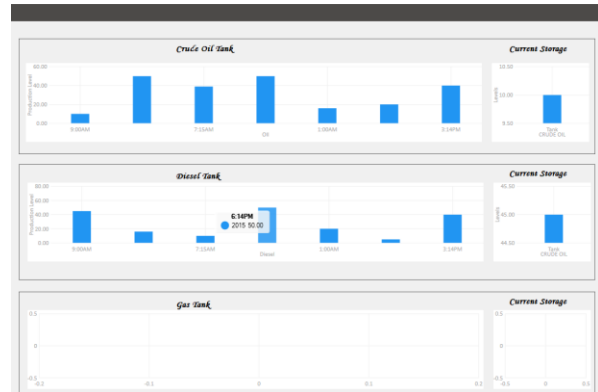 Crude Oil Tank
Current Storage
60.00
40.00
20.00
0.00
Production Level
9:00AM
7:15AM
1:00AM
3:14PM
Oil
10.50
10.00
9.50
Levels
Tank
CRUDE OIL
Diesel Tank
Current Storage
80.00
60.00
40.00
20.00
0.00
Production Level
6:14PM
2015: 50.00
9:00AM
7:15AM
1:00AM
3:14PM
Diesel
45.50
45.00
44.50
Levels
Tank
CRUDE OIL
Gas Tank
Current Storage
0.5
0
-0.5
-0.2
-0.1
0
0.1
0.2
0.5
0
-0.5
-0.5
0
0.5